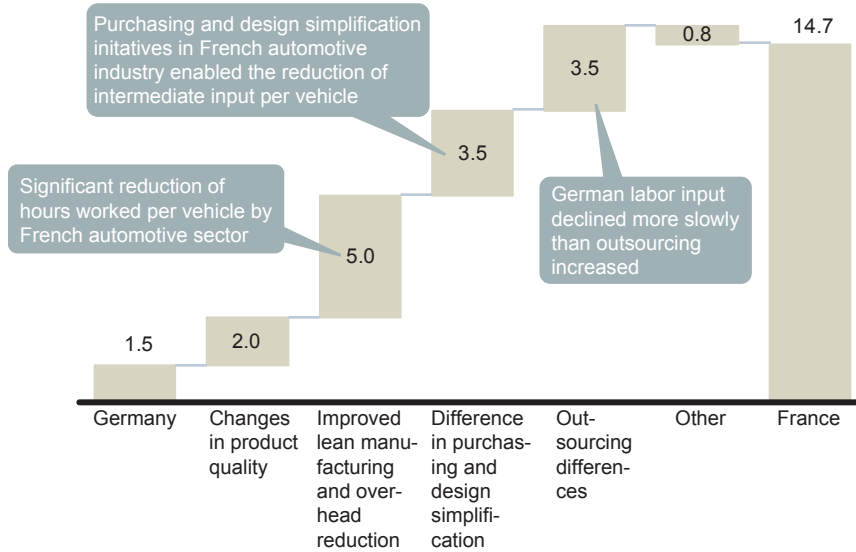 Purchasing and design simplification
initatives in French automotive
industry enabled the reduction of
intermediate input per vehicle
Significant reduction of
hours worked per vehicle by
French automotive sector
German labor input
declined more slowly
than outsourcing
increased
1.5
2.0
5.0
3.5
3.5
0.8
14.7
Germany
Changes
in product
quality
Improved
lean manu-
facturing
and over-
head
reduction
Difference
in purchas-
ing and
design
simplifi-
cation
Out-
sourcing
differen-
ces
Other
France